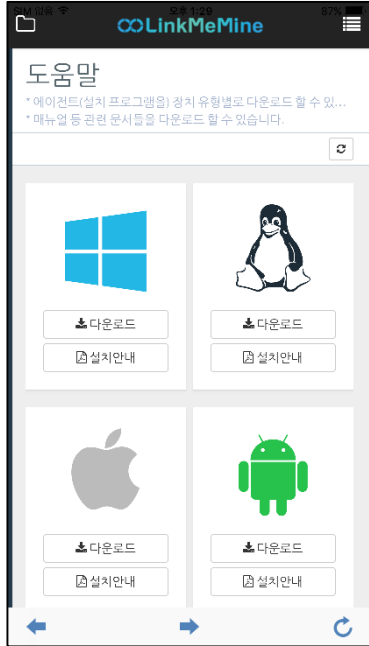 SIM 없음 오후 1:29 87%
LinkMeMine
도움말
* 에이전트(설치 프로그램을) 장치 유형별로 다운로드 할 수 있...
* 매뉴얼 등 관련 문서들을 다운로드 할 수 있습니다.
다운로드 다운로드
설치안내 설치안내
다운로드 다운로드
설치안내 설치안내